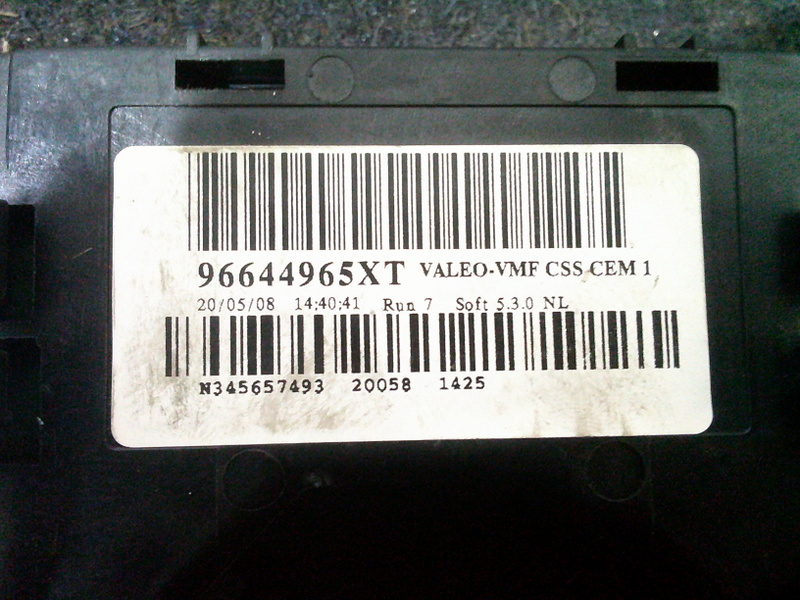 96644965XT VALEO-VMF CSS CEM 1
20/05/08 14:40:41 Run 7 Soft 5.3.0 NL
N345657493 20058 1425